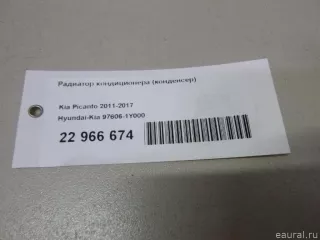 Радиатор кондиционера (конденсер)
Kia Picanto 2011-2017
Hyundai-Kia 97606-1Y000
22 966 674
eaural.ru